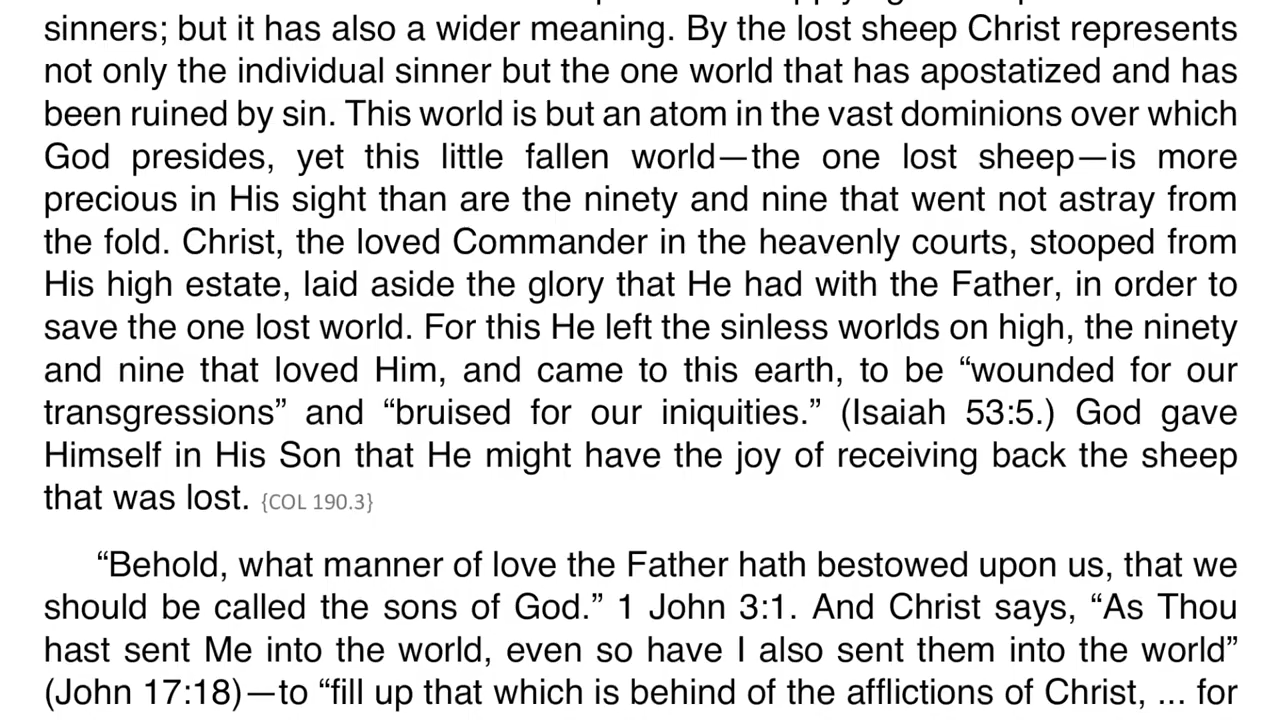 sinners; but it has also a wider meaning. By the lost sheep Christ represents
not only the individual sinner but the one world that has apostatized and has
been ruined by sin. This world is but an atom in the vast dominions over which
God presides, yet this little fallen world—the one lost sheep—is more
precious in His sight than are the ninety and nine that went not astray from
the fold. Christ, the loved Commander in the heavenly courts, stooped from
His high estate, laid aside the glory that He had with the Father, in order to
save the one lost world. For this He left the sinless worlds on high, the ninety
and nine that loved Him, and came to this earth, to be “wounded for our
transgressions” and “bruised for our iniquities.” (Isaiah 53:5.) God gave
Himself in His Son that He might have the joy of receiving back the sheep
that was lost. {COL 190.3}
“Behold, what manner of love the Father hath bestowed upon us, that we
should be called the sons of God.” 1 John 3:1. And Christ says, “As Thou
hast sent Me into the world, even so have I also sent them into the world”
(John 17:18)—to “fill up that which is behind of the afflictions of Christ, ... for